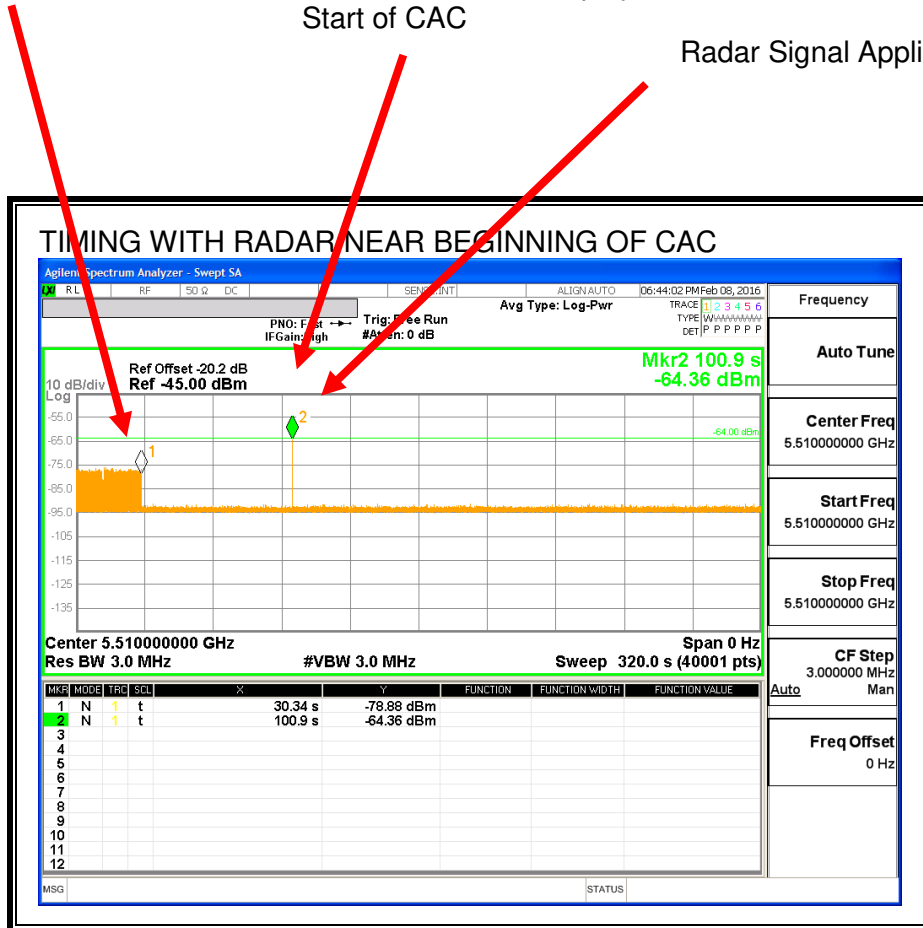 Start of CAC
Radar Signal Appli
TIMING WITH RADAR NEAR BEGINNING OF CAC
Agilent Spectrum Analyzer - Swept SA
LXI RL RF 50 Ω DC SENSE:INT ALIGN AUTO 06:44:02 PM Feb 08, 2016
Avg Type: Log-Pwr
TRACE 1 2 3 4 5 6
TYPE
DET P P P P P P
PNO: Fast
IFGain:High
Trig: Free Run
#Atten: 0 dB
Mkr2 100.9 s
-64.36 dBm
Ref Offset -20.2 dB
10 dB/div Ref -45.00 dBm
Log
-55.0
-65.0
-75.0
-85.0
-95.0
-105
-115
-125
-135
1
2
-64.00 dBm
Center 5.510000000 GHz Span 0 Hz
Res BW 3.0 MHz #VBW 3.0 MHz Sweep 320.0 s (40001 pts)
MKR MODE TRC SCL X Y FUNCTION FUNCTION WIDTH FUNCTION VALUE
1 N 1 t 30.34 s -78.88 dBm
2 N 1 t 100.9 s -64.36 dBm
3
4
5
6
7
8
9
10
11
12
MSG STATUS
Frequency
Auto Tune
Center Freq
5.510000000 GHz
Start Freq
5.510000000 GHz
Stop Freq
5.510000000 GHz
CF Step
3.000000 MHz
Auto Man
Freq Offset
0 Hz